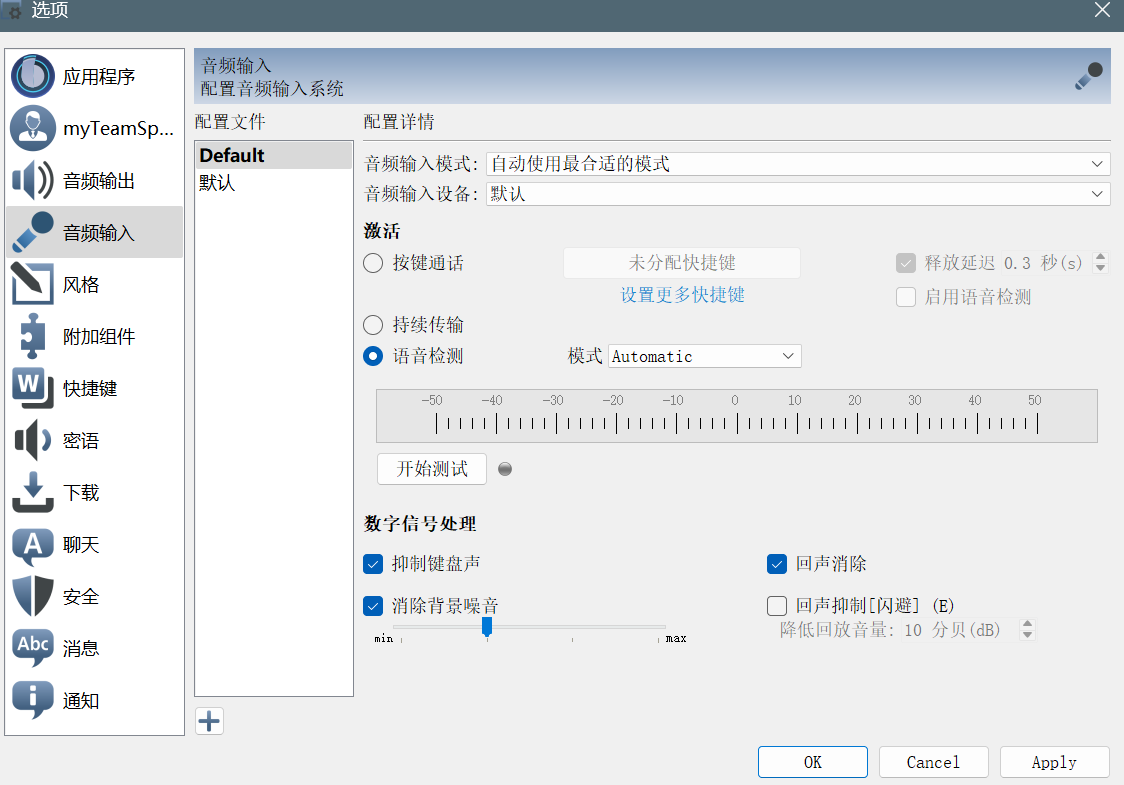 选项
应用程序
myTeamSp...
音频输出
音频输入
风格
附加组件
快捷键
密语
下载
聊天
安全
消息
通知
音频输入
配置音频输入系统
配置文件
Default
默认
配置详情
音频输入模式: 自动使用最合适的模式
音频输入设备: 默认
激活
按键通话 未分配快捷键 释放延迟 0.3 秒(s)
设置更多快捷键 启用语音检测
持续传输
语音检测 模式 Automatic
-50 -40 -30 -20 -10 0 10 20 30 40 50
开始测试
数字信号处理
抑制键盘声 回声消除
消除背景噪音 回声抑制[闪避] (E)
min max 降低回放音量: 10 分贝(dB)
OK Cancel Apply